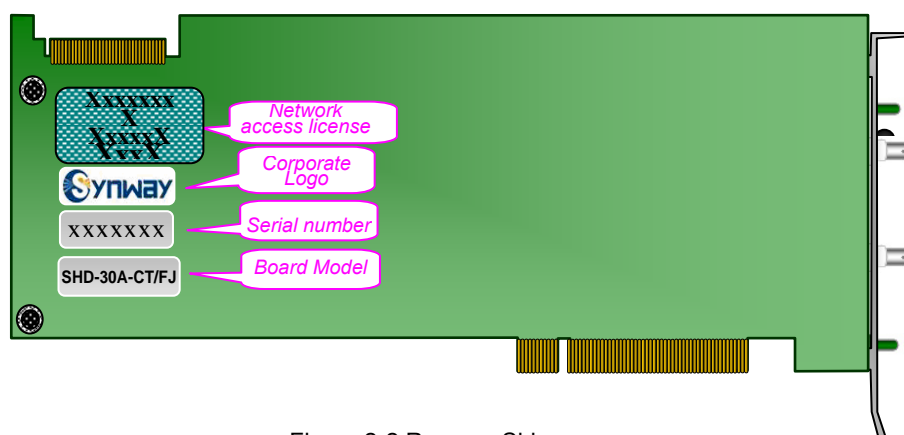 Xxxxxxx
X
XxxxxX
XxxX
Network
access license
Corporate
Logo
Synway
xxxxxxx
Serial number
SHD-30A-CT/FJ
Board Model